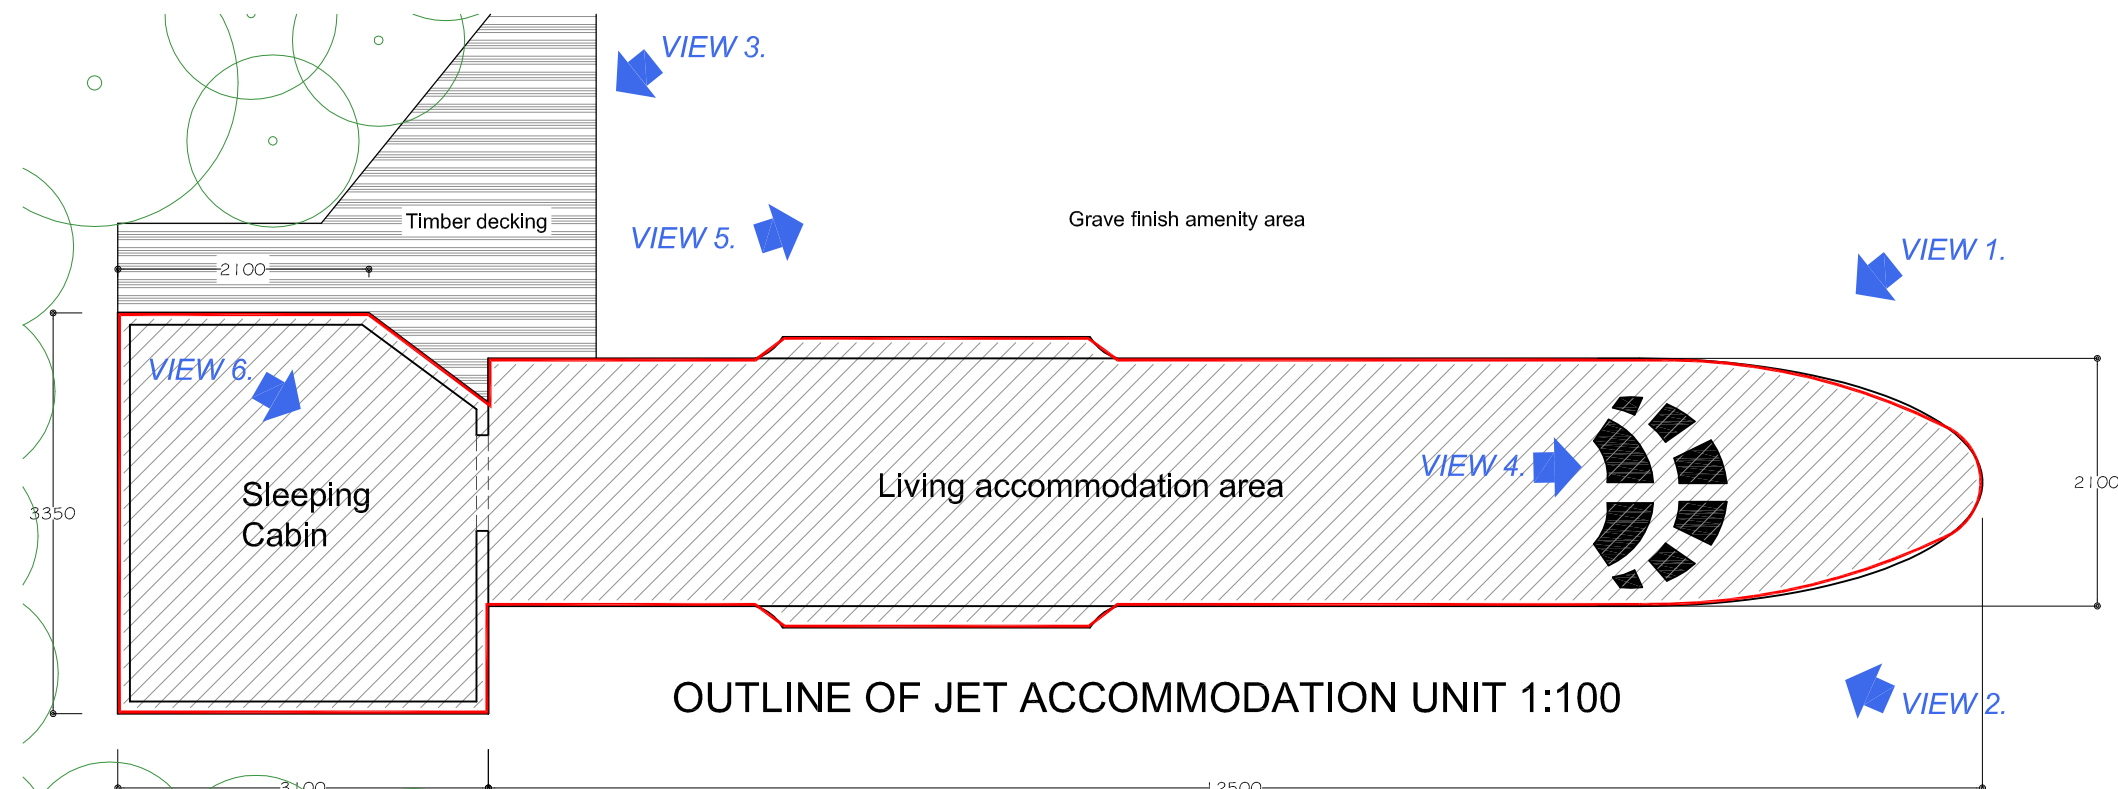 VIEW 3.
Timber decking
Grave finish amenity area
VIEW 5.
VIEW 1.
2100
VIEW 6.
VIEW 4.
Living accommodation area
Sleeping
Cabin
3350
2100
OUTLINE OF JET ACCOMMODATION UNIT 1:100
VIEW 2.
3100
12500